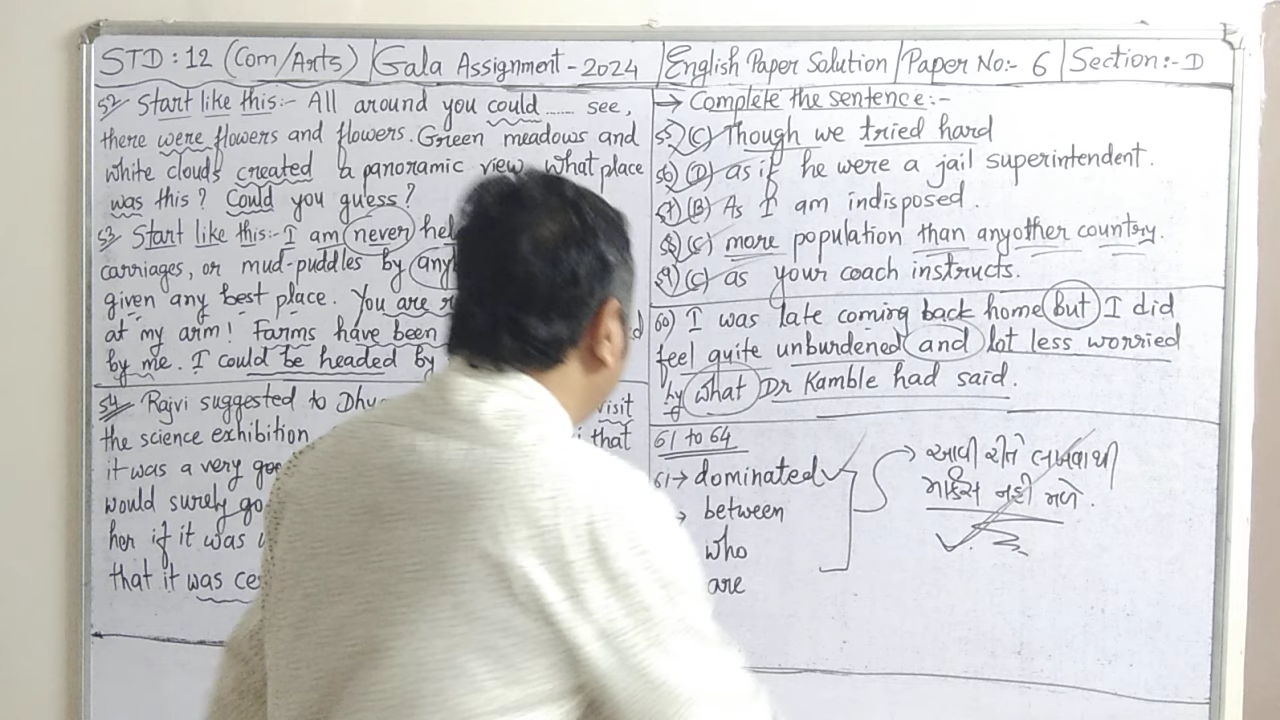 STD : 12 (Com/Arts) Gala Assignment - 2024 English Paper Solution Paper No:- 6 Section:- D
52 Start like this:- All around you could ...... see,
there were flowers and flowers. Green meadows and
white clouds created a panoramic view. What place
was this? Could you guess?
53 Start like this:- I am never
carriages, or mud-puddles by
given any best place. You are
at my arm! Farms have been
by me. I could be headed by
54 Rajvi suggested to visit
the science exhibition that
it was a very
would surely
her if it was
that it was
→ Complete the sentence:-
55) (C) Though we tried hard
56) (D) as if he were a jail superintendent.
57) (B) As I am indisposed.
58) (C) more population than anyother country.
59) (C) as your coach instructs.
60) I was late coming back home but I did
feel quite unburdened and lot less worried
by what Dr Kamble had said.
61 to 64
61→ dominated
→ between
who
are
→ આવી રીતે લખવાથી
માર્કસ નહી મળે.